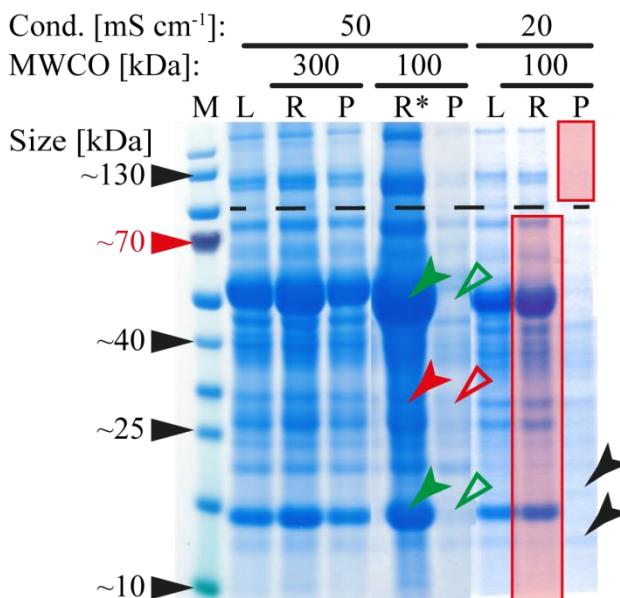 Cond. [mS cm⁻¹]: 50 20
MWCO [kDa]: 300 100 100
M L R P R* P L R P
Size [kDa]
~130
~70
~40
~25
~10